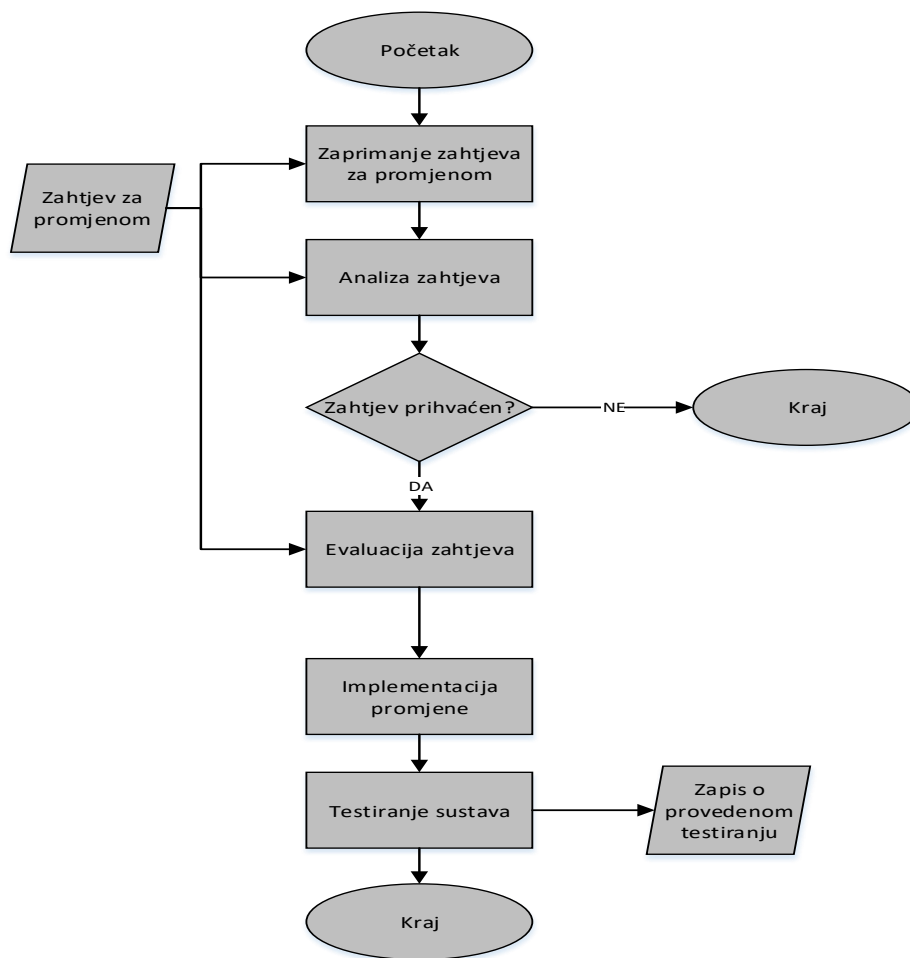 Početak
Zaprimanje zahtjeva
za promjenom
Zahtjev za
promjenom
Analiza zahtjeva
Zahtjev prihvaćen?
NE
Kraj
DA
Evaluacija zahtjeva
Implementacija
promjene
Testiranje sustava
Zapis o
provedenom
testiranju
Kraj